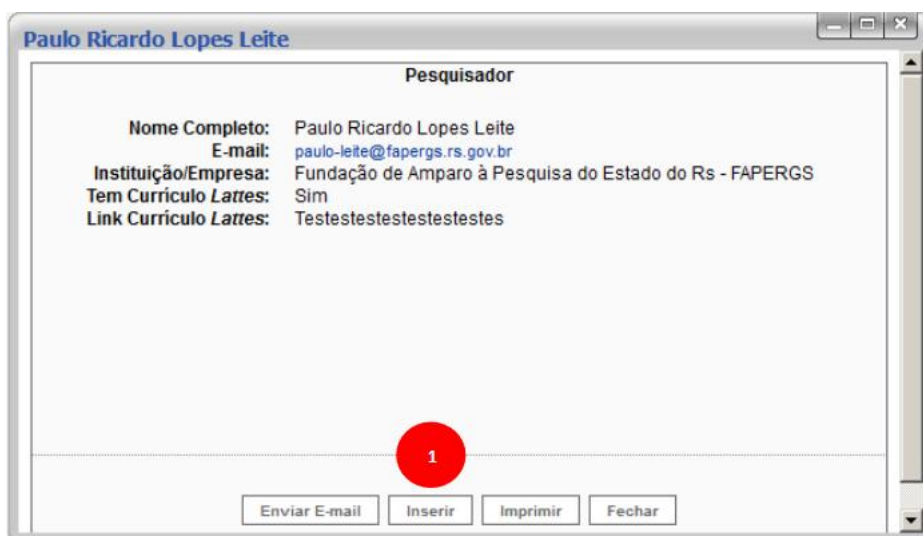 Paulo Ricardo Lopes Leite
Pesquisador
Nome Completo: Paulo Ricardo Lopes Leite
E-mail: paulo-leite@fapergs.rs.gov.br
Instituição/Empresa: Fundação de Amparo à Pesquisa do Estado do Rs - FAPERGS
Tem Currículo Lattes: Sim
Link Currículo Lattes: Testestestestestestestes
1
Enviar E-mail Inserir Imprimir Fechar